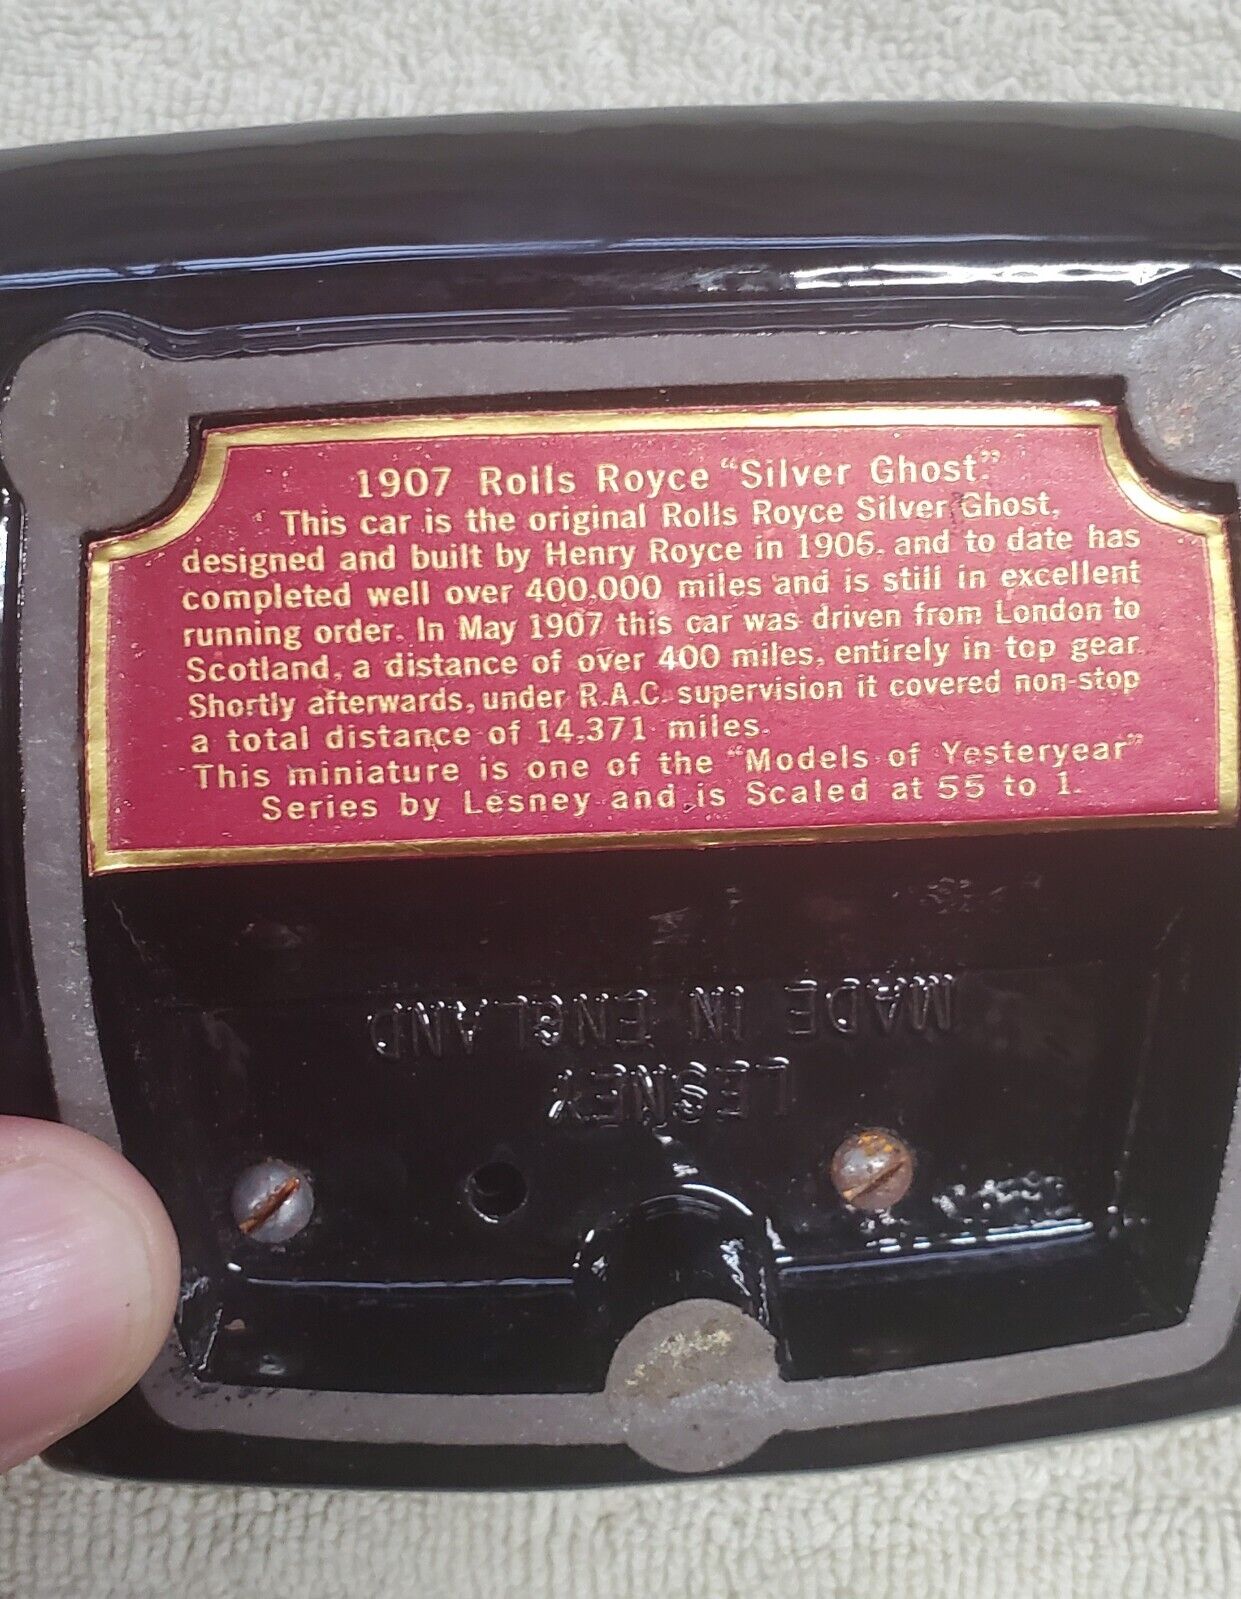 1907 Rolls Royce “Silver Ghost”.
This car is the original Rolls Royce Silver Ghost,
designed and built by Henry Royce in 1906. and to date has
completed well over 400,000 miles and is still in excellent
running order. In May 1907 this car was driven from London to
Scotland, a distance of over 400 miles, entirely in top gear.
Shortly afterwards, under R.A.C. supervision it covered non-stop
a total distance of 14,371 miles.
This miniature is one of the “Models of Yesteryear”
Series by Lesney and is Scaled at 55 to 1.
MADE IN ENGLAND
LESNEY